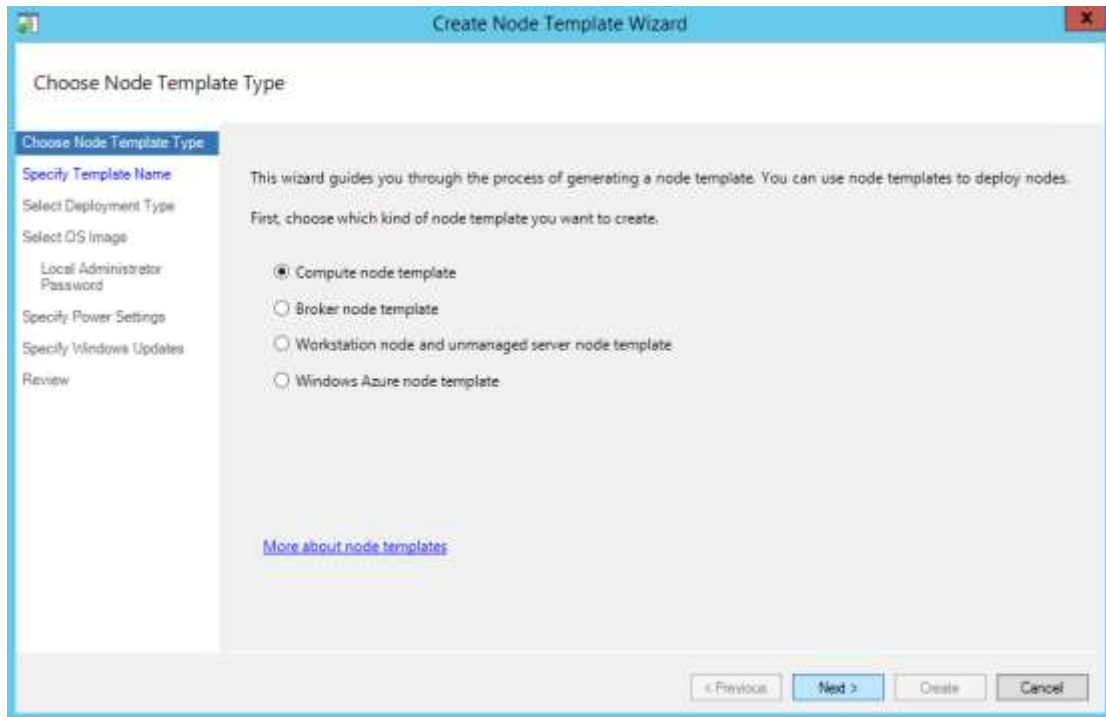 Create Node Template Wizard
x
Choose Node Template Type
Choose Node Template Type
Specify Template Name
Select Deployment Type
Select OS Image
Local Administrator
Password
Specify Power Settings
Specify Windows Updates
Review
This wizard guides you through the process of generating a node template. You can use node templates to deploy nodes.
First, choose which kind of node template you want to create.
Compute node template
Broker node template
Workstation node and unmanaged server node template
Windows Azure node template
More about node templates
< Previous
Next >
Create
Cancel